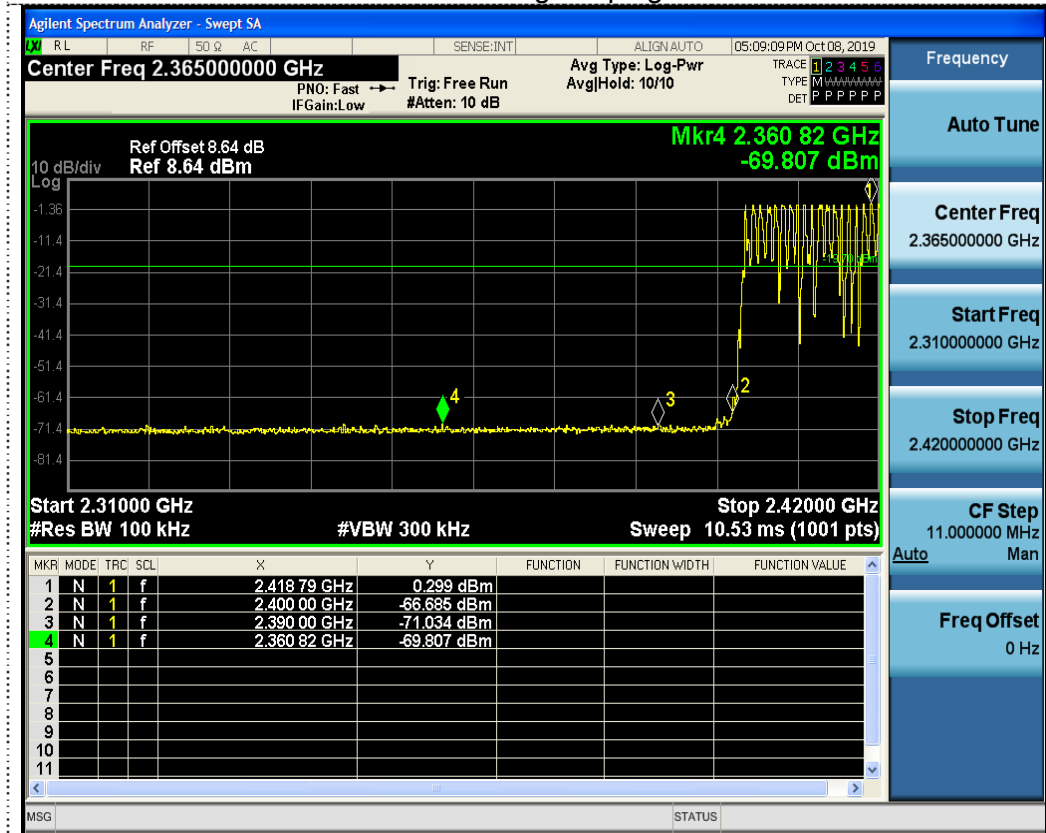 Agilent Spectrum Analyzer - Swept SA
LXI RL RF 50 Ω AC SENSE:INT ALIGN AUTO 05:09:09 PM Oct 08, 2019
Center Freq 2.365000000 GHz
PNO: Fast
IFGain:Low
Trig: Free Run
#Atten: 10 dB
Avg Type: Log-Pwr
Avg|Hold: 10/10
TRACE 1 2 3 4 5 6
TYPE M W W W W W
DET P P P P P P
Mkr4 2.360 82 GHz
-69.807 dBm
Ref Offset 8.64 dB
10 dB/div Ref 8.64 dBm
Log
-1.36
-11.4
-21.4
-31.4
-41.4
-51.4
-61.4
-71.4
-81.4
1
2
3
4
Start 2.31000 GHz Stop 2.42000 GHz
#Res BW 100 kHz #VBW 300 kHz Sweep 10.53 ms (1001 pts)
MKR MODE TRC SCL X Y FUNCTION FUNCTION WIDTH FUNCTION VALUE
1 N 1 f 2.418 79 GHz 0.299 dBm
2 N 1 f 2.400 00 GHz -66.685 dBm
3 N 1 f 2.390 00 GHz -71.034 dBm
4 N 1 f 2.360 82 GHz -69.807 dBm
5
6
7
8
9
10
11
MSG STATUS
Frequency
Auto Tune
Center Freq
2.365000000 GHz
Start Freq
2.310000000 GHz
Stop Freq
2.420000000 GHz
CF Step
11.000000 MHz
Auto Man
Freq Offset
0 Hz